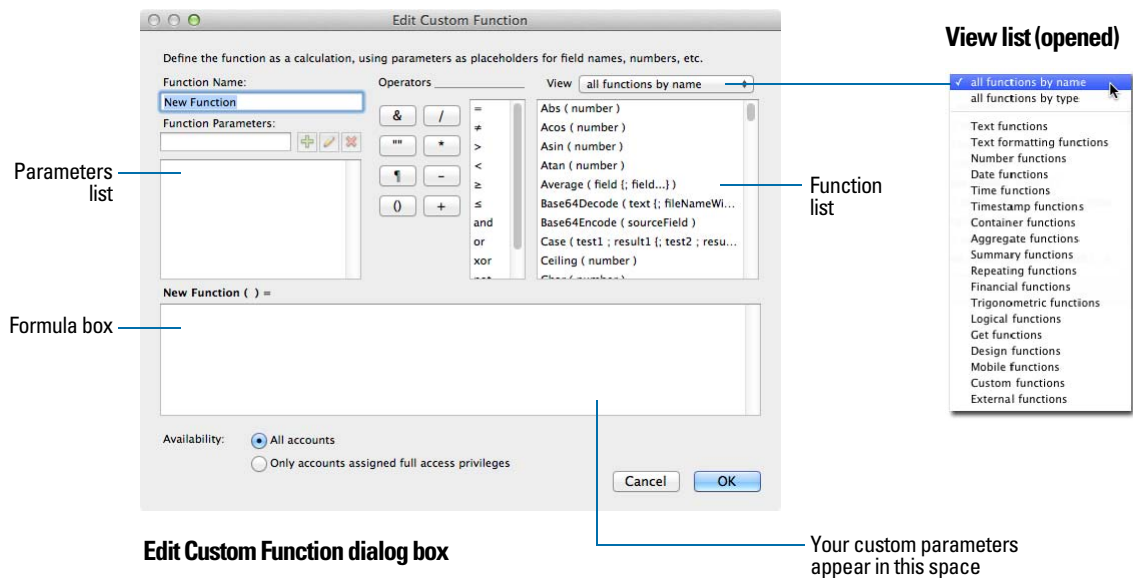 Edit Custom Function
View list (opened)
Define the function as a calculation, using parameters as placeholders for field names, numbers, etc.
Function Name:
New Function
Function Parameters:
Operators
& /
"" *
¶ -
() +
=
≠
>
<
≥
≤
and
or
xor
not
View all functions by name
Abs ( number )
Acos ( number )
Asin ( number )
Atan ( number )
Average ( field {; field...} )
Base64Decode ( text {; fileNameWi...
Base64Encode ( sourceField )
Case ( test1 ; result1 {; test2 ; resu...
Ceiling ( number )
Char ( number )
✓ all functions by name
all functions by type
Text functions
Text formatting functions
Number functions
Date functions
Time functions
Timestamp functions
Container functions
Aggregate functions
Summary functions
Repeating functions
Financial functions
Trigonometric functions
Logical functions
Get functions
Design functions
Mobile functions
Custom functions
External functions
Parameters
list
Function
list
New Function ( ) =
Formula box
Availability:
All accounts
Only accounts assigned full access privileges
Cancel
OK
Edit Custom Function dialog box
Your custom parameters
appear in this space